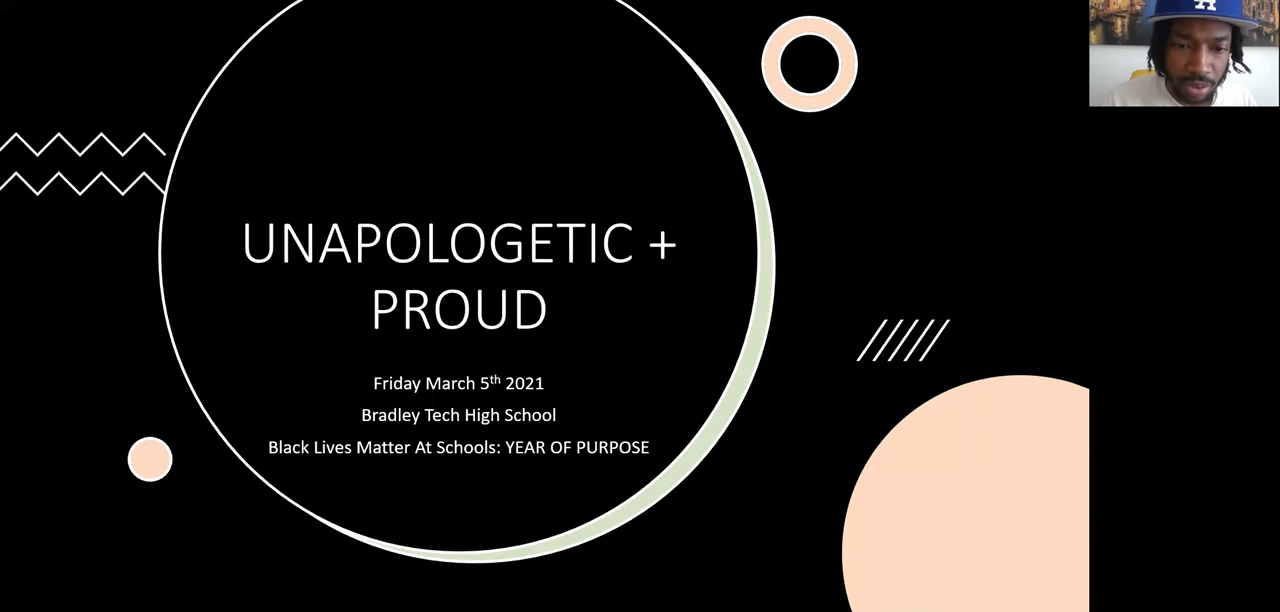 UNAPOLOGETIC +
PROUD
Friday March 5th 2021
Bradley Tech High School
Black Lives Matter At Schools: YEAR OF PURPOSE